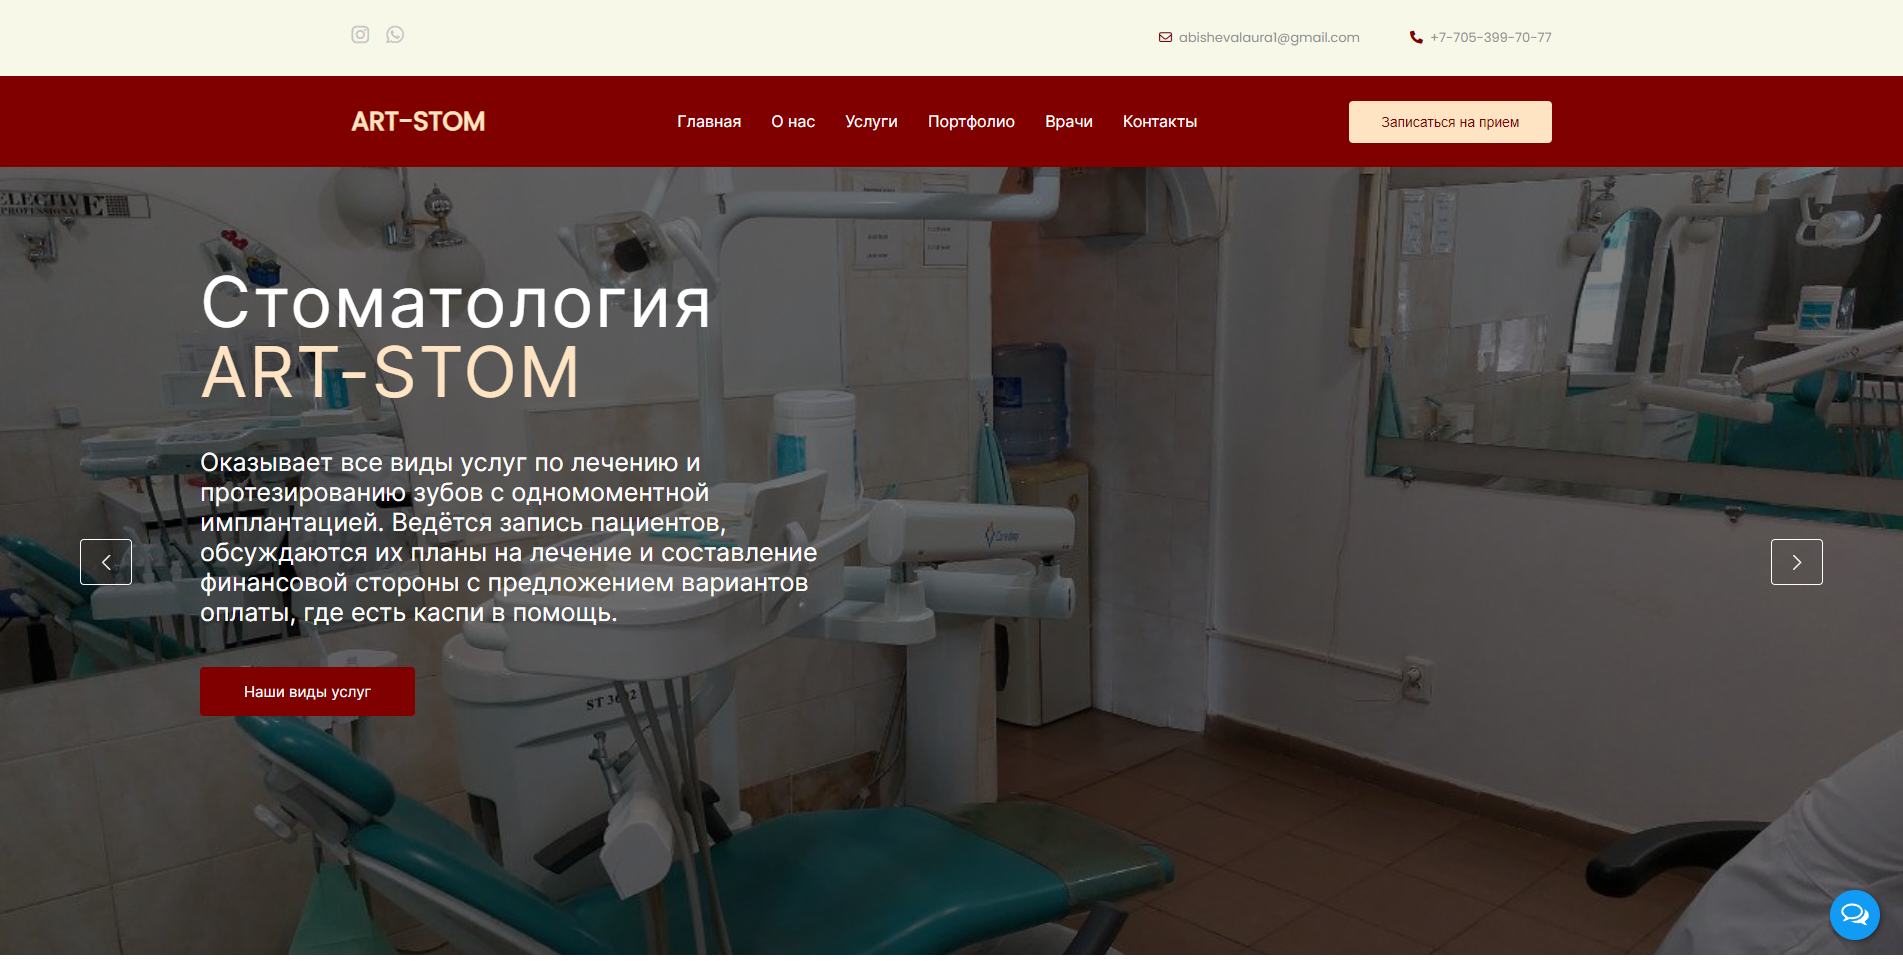 abishevalaura1@gmail.com
+7-705-399-70-77
ART-STOM
Главная
О нас
Услуги
Портфолио
Врачи
Контакты
Записаться на прием
ELECTIVE
PROFESSIONAL
Стоматология
ART-STOM
Оказывает все виды услуг по лечению и
протезированию зубов с одномоментной
имплантацией. Ведётся запись пациентов,
обсуждаются их планы на лечение и составление
финансовой стороны с предложением вариантов
оплаты, где есть каспи в помощь.
Наши виды услуг